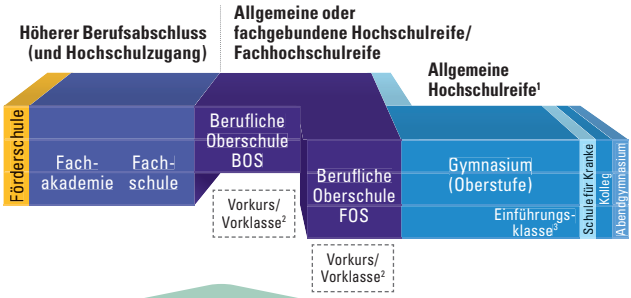 Höherer Berufsabschluss
(und Hochschulzugang)
Allgemeine oder
fachgebundene Hochschulreife/
Fachhochschulreife
Allgemeine
Hochschulreife¹
Förderschule
Fach-
akademie
Fach-
schule
Berufliche
Oberschule
BOS
Vorkurs/
Vorklasse²
Berufliche
Oberschule
FOS
Vorkurs/
Vorklasse²
Gymnasium
(Oberstufe)
Einführungs-
klasse³
Schule für Kranke
Kolleg
Abendgymnasium